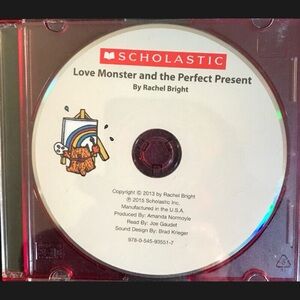 SCHOLASTIC
Love Monster and the Perfect Present
By Rachel Bright
Copyright © 2013 by Rachel Bright
℗ 2015 Scholastic Inc.
Manufactured in the U.S.A.
Produced By: Amanda Normoyle
Read By: Joe Gaudet
Sound Design By: Brad Krieger
978-0-545-93551-7